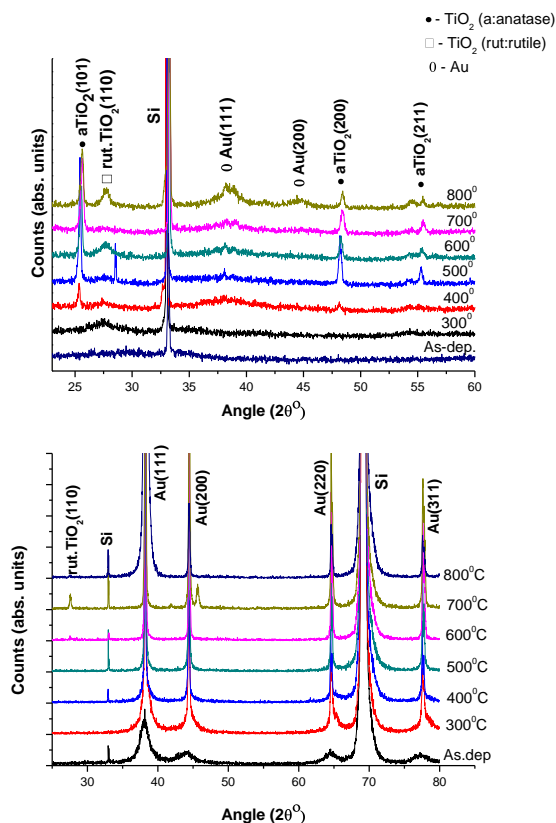 ● - TiO2 (a:anatase)
□ - TiO2 (rut:rutile)
0 - Au
● aTiO2(101)
□ rut.TiO2(110)
Si
0 Au(111)
0 Au(200)
● aTiO2(200)
● aTiO2(211)
Counts (abs. units)
800⁰
700⁰
600⁰
500⁰
400⁰
300⁰
As-dep.
25 30 35 40 45 50 55 60
Angle (2θ⁰)
rut.TiO2(110)
Si
Au(111)
Au(200)
Au(220)
Si
Au(311)
Counts (abs. units)
800⁰C
700⁰C
600⁰C
500⁰C
400⁰C
300⁰C
As.dep
30 40 50 60 70 80
Angle (2θ⁰)